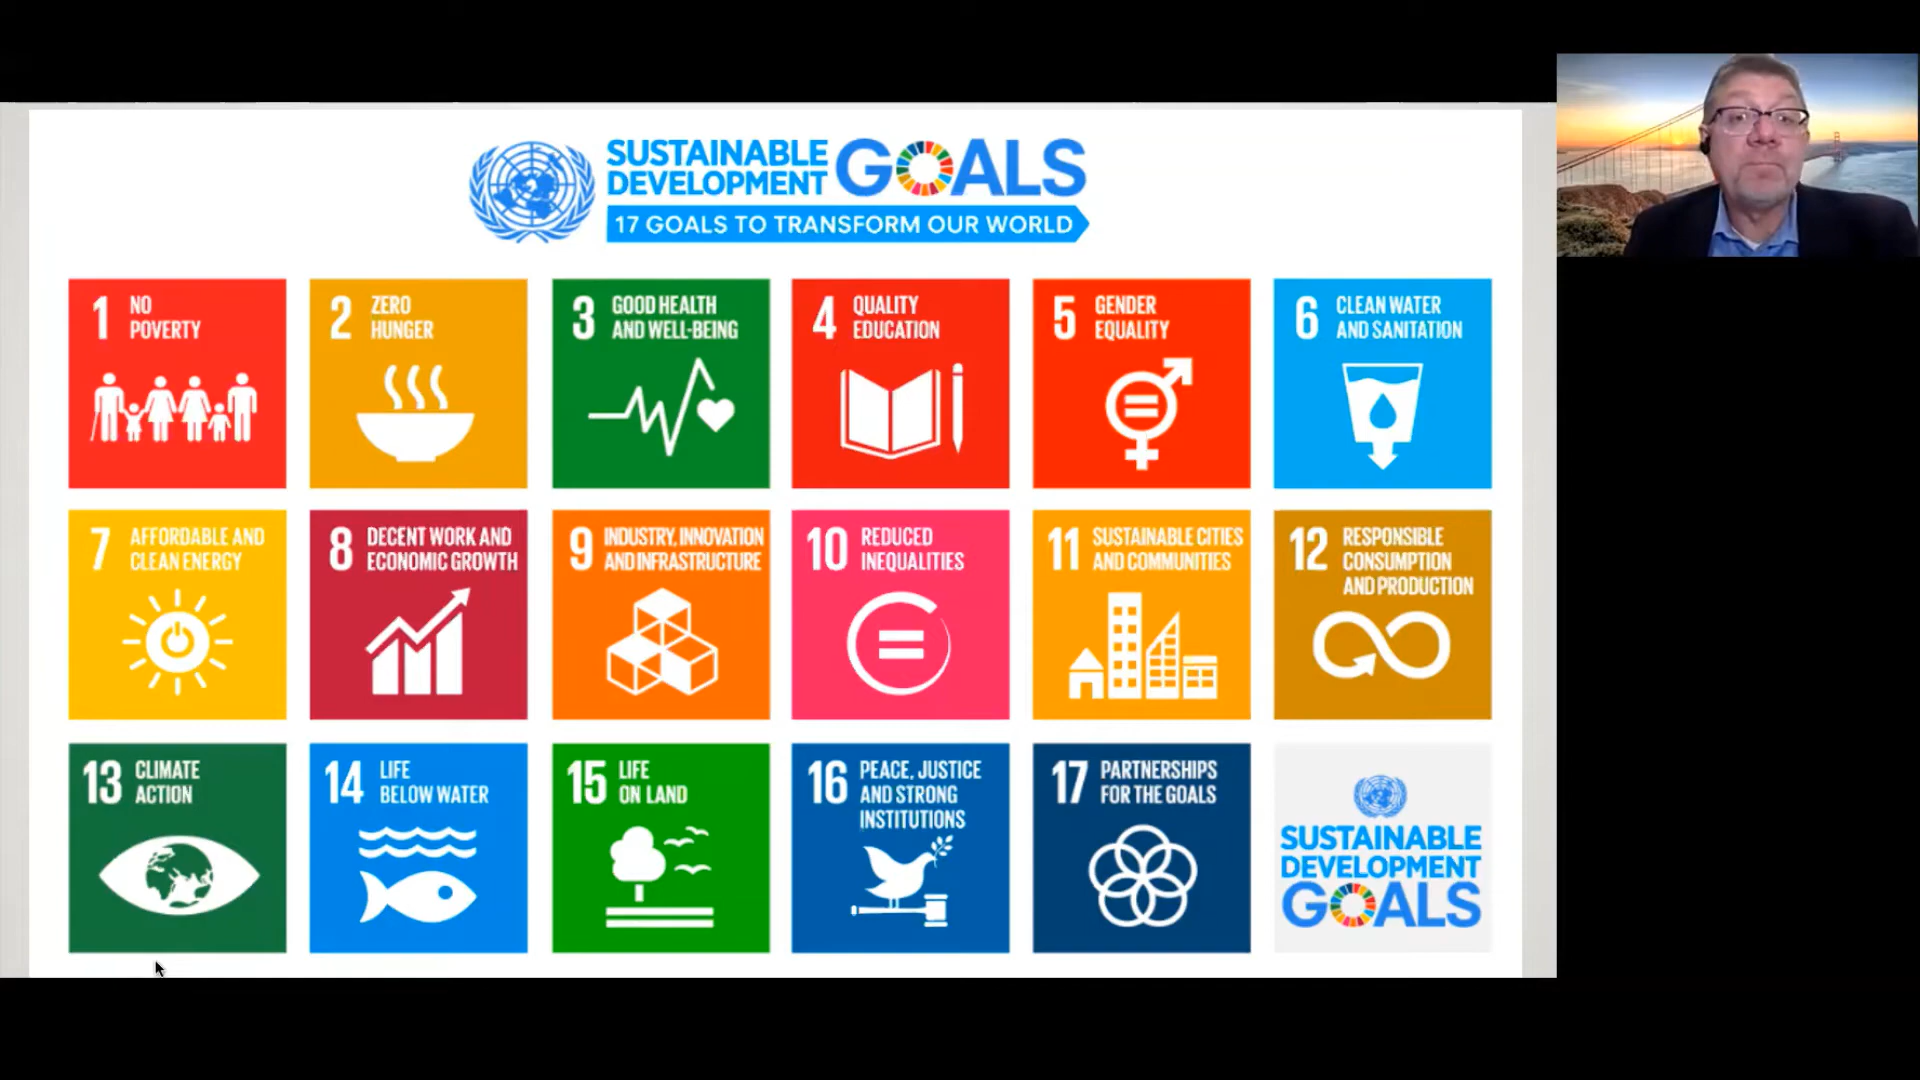 SUSTAINABLE
DEVELOPMENT
GOALS
17 GOALS TO TRANSFORM OUR WORLD
1 NO
POVERTY
2 ZERO
HUNGER
3 GOOD HEALTH
AND WELL-BEING
4 QUALITY
EDUCATION
5 GENDER
EQUALITY
6 CLEAN WATER
AND SANITATION
7 AFFORDABLE AND
CLEAN ENERGY
8 DECENT WORK AND
ECONOMIC GROWTH
9 INDUSTRY, INNOVATION
AND INFRASTRUCTURE
10 REDUCED
INEQUALITIES
11 SUSTAINABLE CITIES
AND COMMUNITIES
12 RESPONSIBLE
CONSUMPTION
AND PRODUCTION
13 CLIMATE
ACTION
14 LIFE
BELOW WATER
15 LIFE
ON LAND
16 PEACE, JUSTICE
AND STRONG
INSTITUTIONS
17 PARTNERSHIPS
FOR THE GOALS
SUSTAINABLE
DEVELOPMENT
GOALS